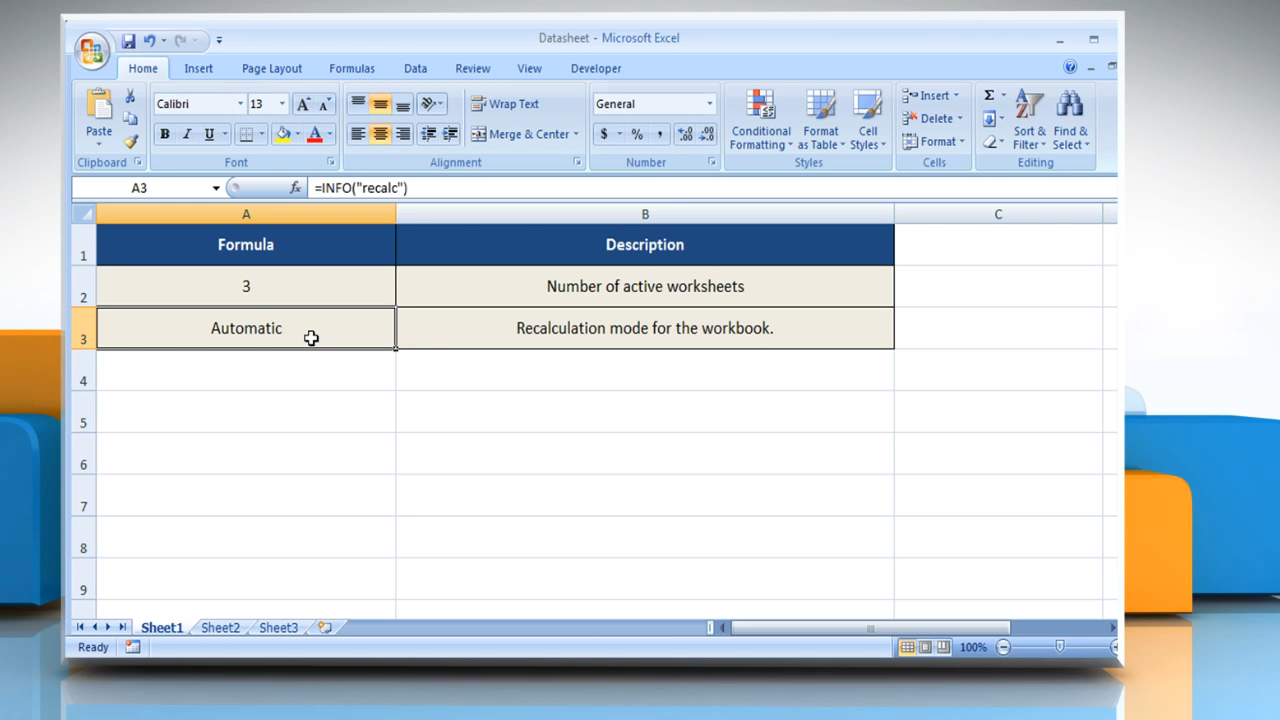 Datasheet - Microsoft Excel
Home Insert Page Layout Formulas Data Review View Developer
Calibri 13 Wrap Text General Insert Σ
Paste B I U A Merge & Center $ % , Conditional Formatting Format as Table Cell Styles Delete Sort & Filter Find & Select
Format
Clipboard Font Alignment Number Styles Cells Editing
A3 fx =INFO("recalc")
A B C
1 Formula Description
2 3 Number of active worksheets
3 Automatic Recalculation mode for the workbook.
4
5
6
7
8
9
Sheet1 Sheet2 Sheet3
Ready 100%